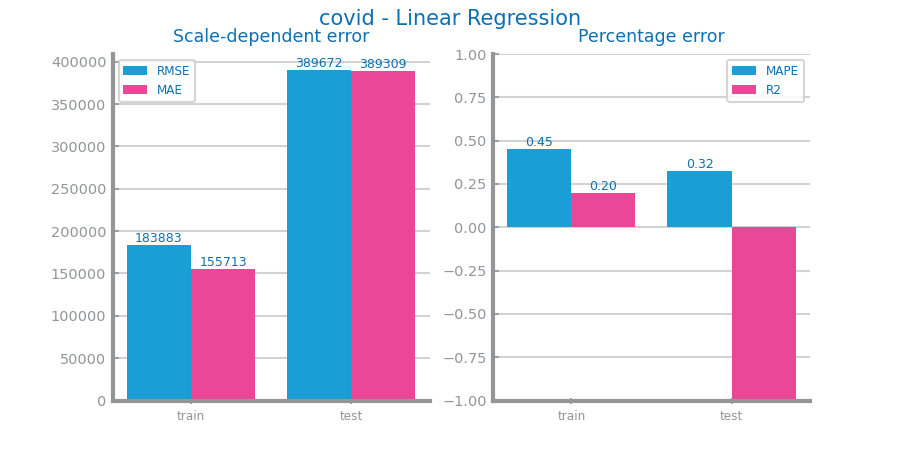 covid - Linear Regression
Scale-dependent error
400000
350000
300000
250000
200000
150000
100000
50000
0
RMSE
MAE
183883
155713
389672
389309
train
test
Percentage error
1.00
0.75
0.50
0.25
0.00
−0.25
−0.50
−0.75
−1.00
MAPE
R2
0.45
0.20
0.32
train
test